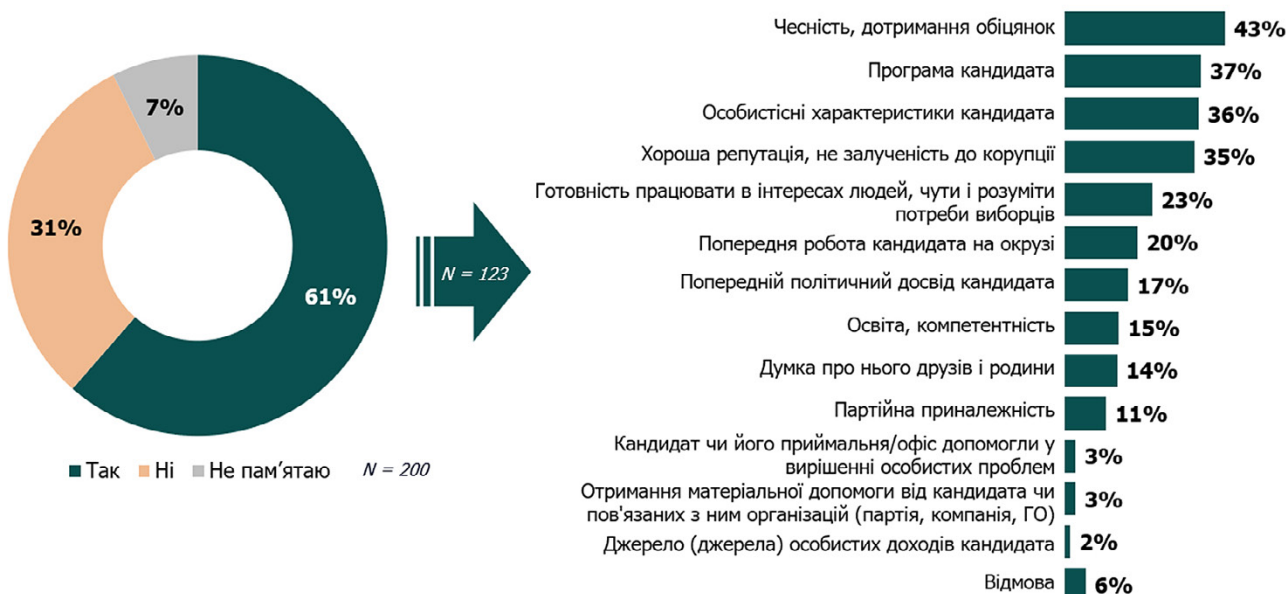 7%
31%
61%
Так Ні Не пам’ятаю N = 200
N = 123
Чесність, дотримання обіцянок 43%
Програма кандидата 37%
Особистісні характеристики кандидата 36%
Хороша репутація, не залученість до корупції 35%
Готовність працювати в інтересах людей, чути і розуміти
потреби виборців 23%
Попередня робота кандидата на окрузі 20%
Попередній політичний досвід кандидата 17%
Освіта, компетентність 15%
Думка про нього друзів і родини 14%
Партійна приналежність 11%
Кандидат чи його приймальня/офіс допомогли у
вирішенні особистих проблем 3%
Отримання матеріальної допомоги від кандидата чи
пов'язаних з ним організацій (партія, компанія, ГО) 3%
Джерело (джерела) особистих доходів кандидата 2%
Відмова 6%